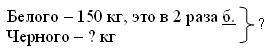 Белого – 150 кг, это в 2 раза б.
Черного – ? кг
?